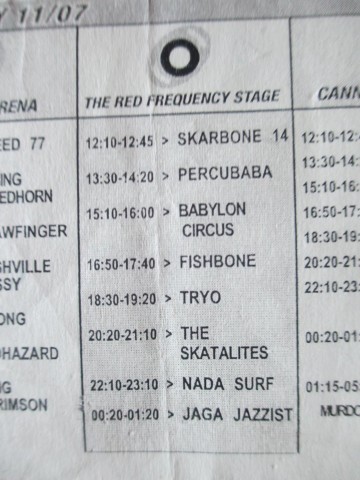 Y 11/07
RENA
THE RED FREQUENCY STAGE
CANN
EED 77
12:10-12:45 > SKARBONE 14
12:10-12:4
ING
13:30-14:20 > PERCUBABA
13:30-14:
EDHORN
15:10-16:00 > BABYLON
15:10-16:
CIRCUS
16:50-17:
AWFINGER
18:30-19:
SHVILLE
16:50-17:40 > FISHBONE
20:20-21:
SSY
22:10-23:
ONG
18:30-19:20 > TRYO
20:20-21:10 > THE
00:20-01:
OHAZARD
SKATALITES
NG
22:10-23:10 > NADA SURF
01:15-05:
RIMSON
00:20-01:20 > JAGA JAZZIST
MURDO